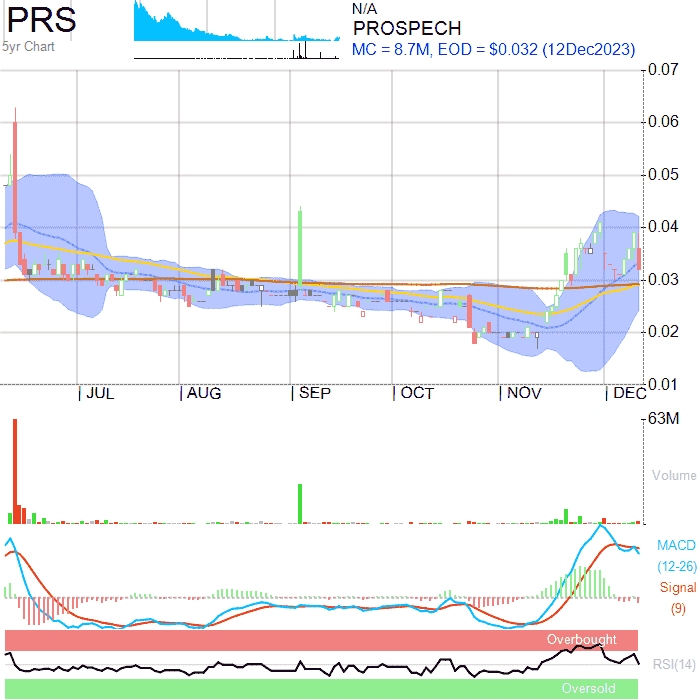 PRS
5yr Chart
N/A
PROSPECH
MC = 8.7M, EOD = $0.032 (12Dec2023)
0.07
0.06
0.05
0.04
0.03
0.02
0.01
JUL
AUG
SEP
OCT
NOV
DEC
63M
Volume
MACD
(12-26)
Signal
(9)
Overbought
RSI(14)
Oversold